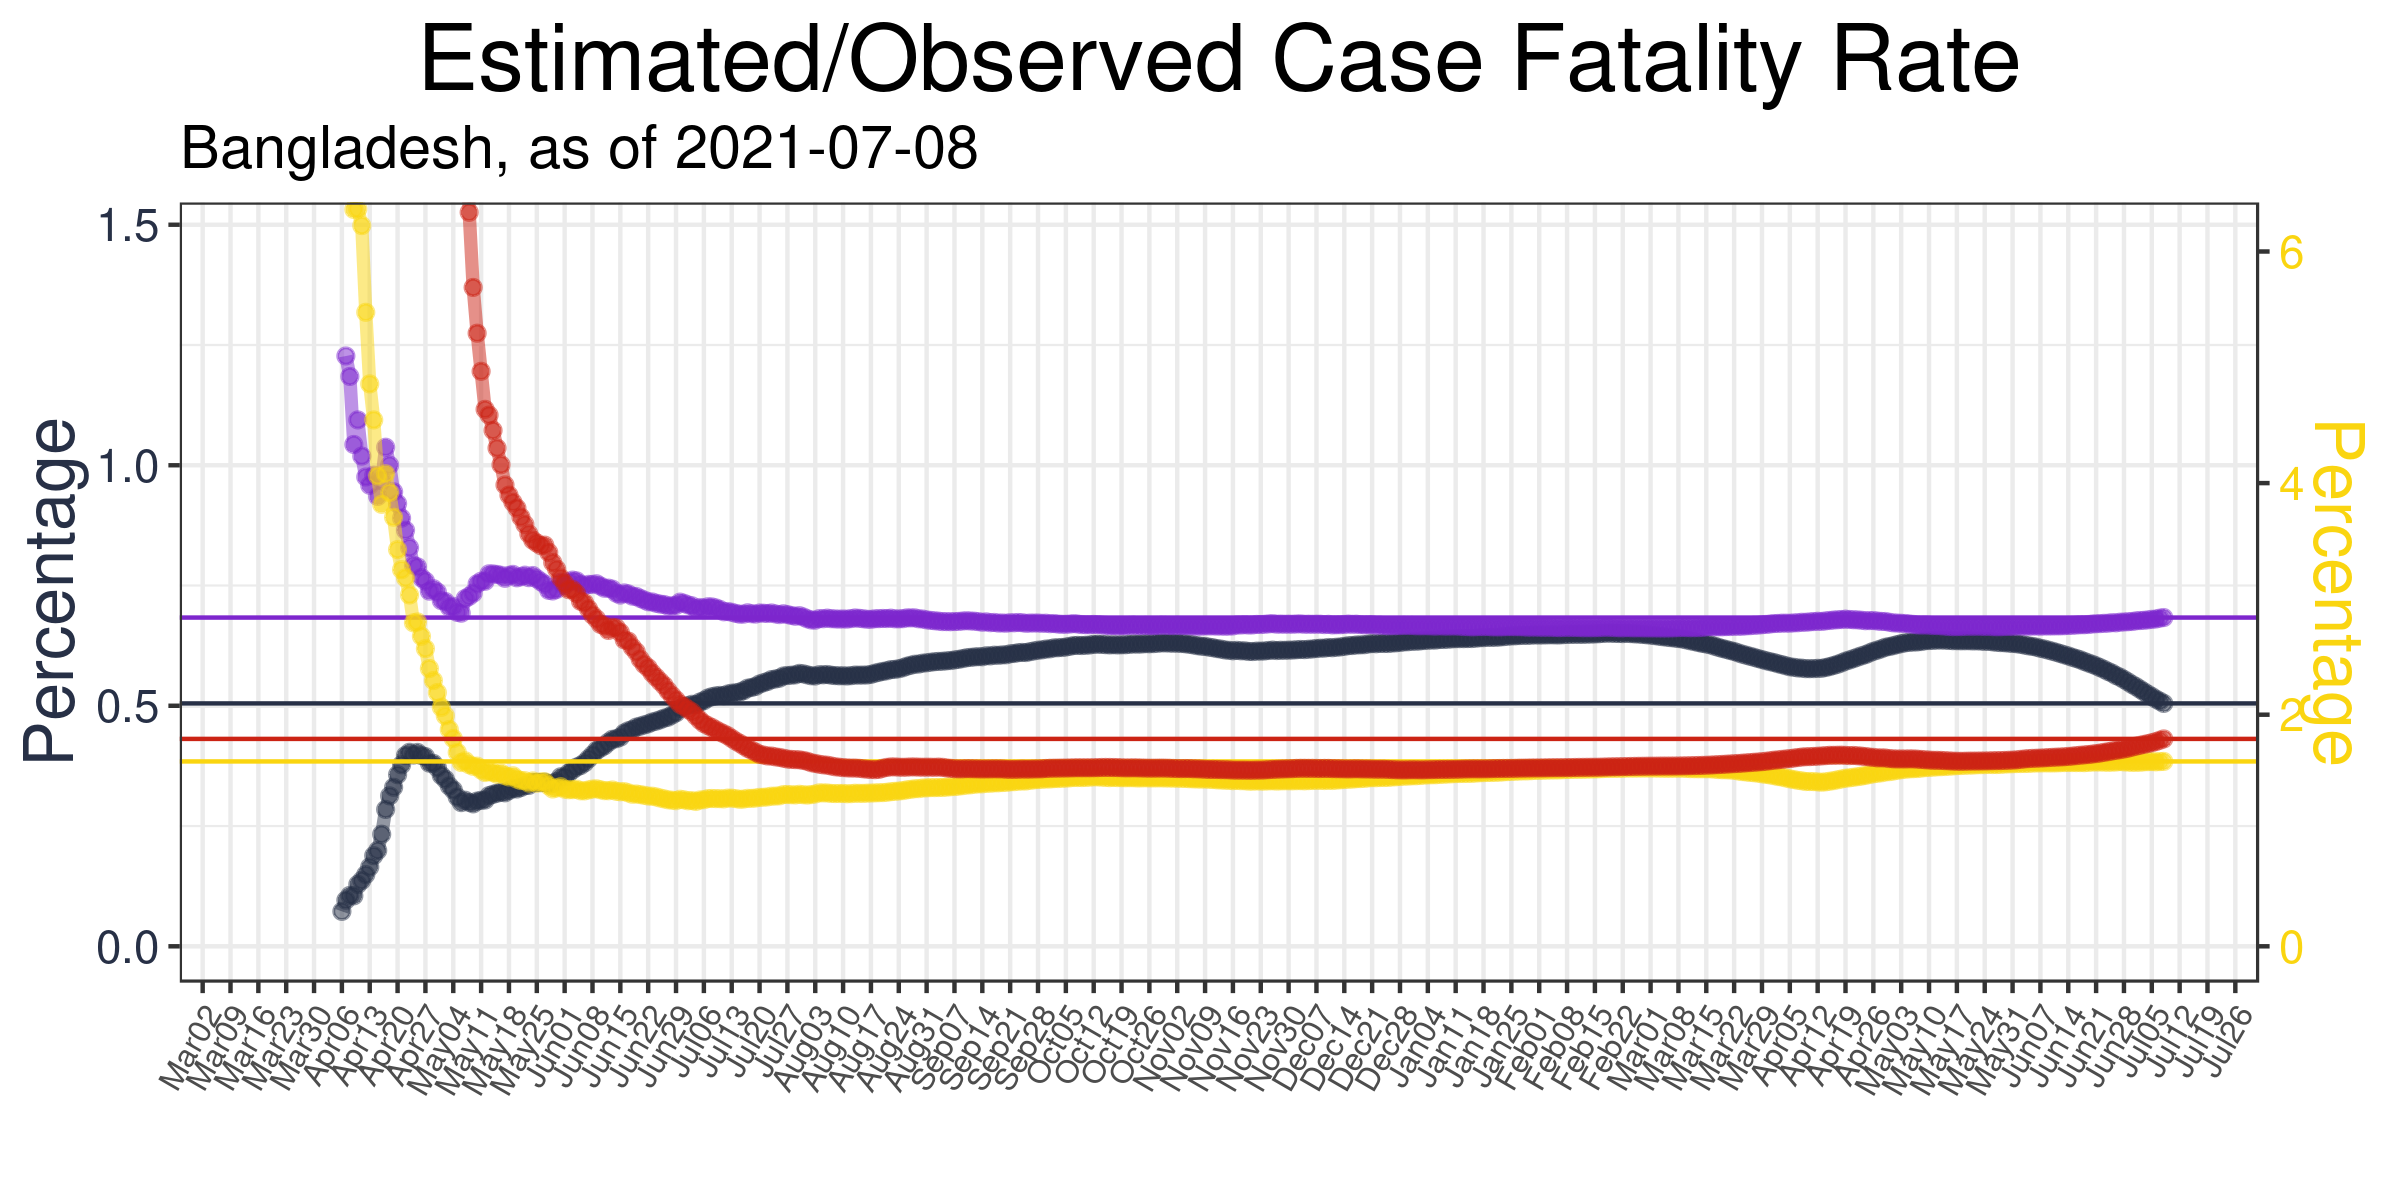 Estimated/Observed Case Fatality Rate
Bangladesh, as of 2021-07-08
Percentage
1.5
1.0
0.5
0.0
6
4
2
0
Percentage
Mar02
Mar09
Mar16
Mar23
Mar30
Apr06
Apr13
Apr20
Apr27
May04
May11
May18
May25
Jun01
Jun08
Jun15
Jun22
Jun29
Jul06
Jul13
Jul20
Jul27
Aug03
Aug10
Aug17
Aug24
Aug31
Sep07
Sep14
Sep21
Sep28
Oct05
Oct12
Oct19
Oct26
Nov02
Nov09
Nov16
Nov23
Nov30
Dec07
Dec14
Dec21
Dec28
Jan04
Jan11
Jan18
Jan25
Feb01
Feb08
Feb15
Feb22
Mar01
Mar08
Mar15
Mar22
Mar29
Apr05
Apr12
Apr19
Apr26
May03
May10
May17
May24
May31
Jun07
Jun14
Jun21
Jun28
Jul05
Jul12
Jul19
Jul26